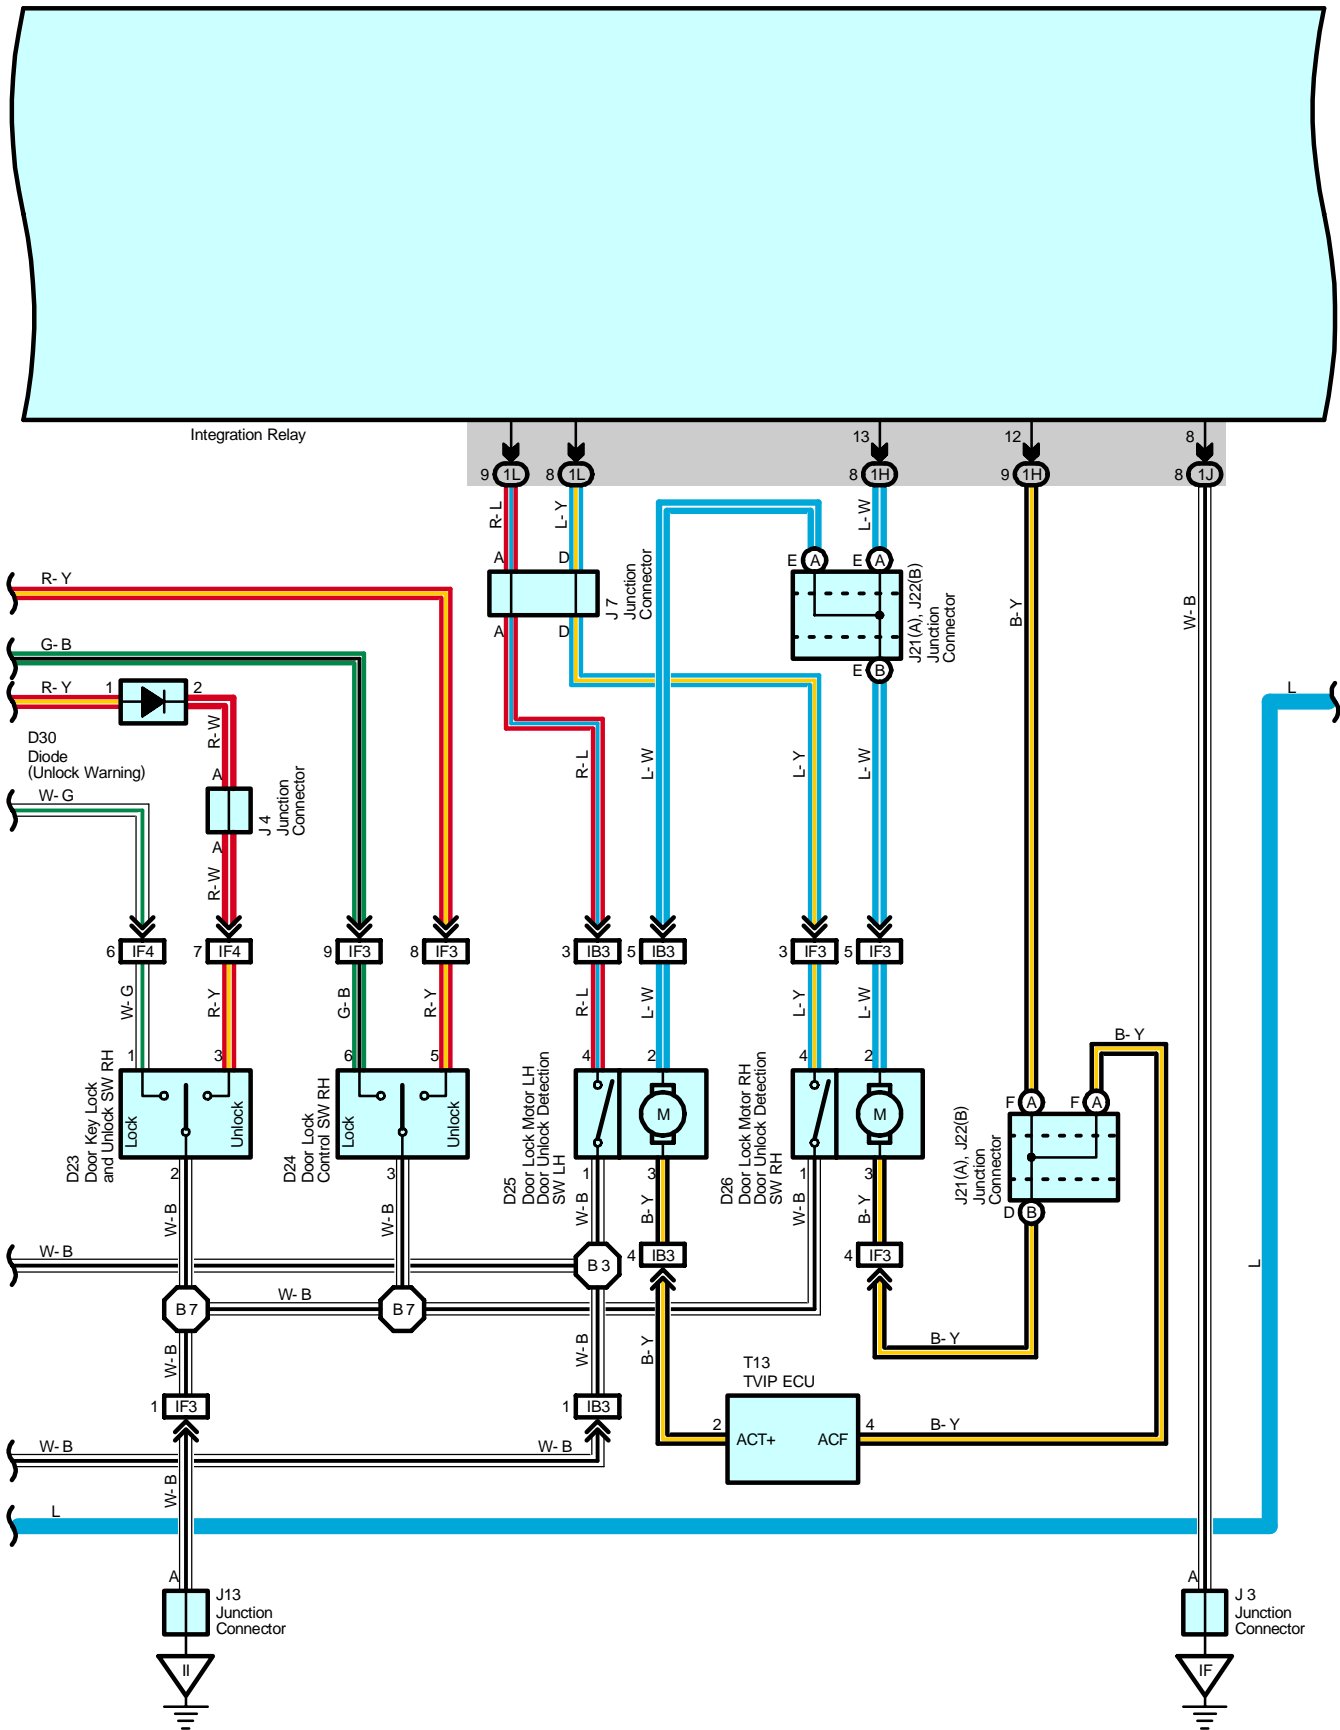 Integration Relay
13
12
8
9 1L
8 1L
8 1H
9 1H
8 1J
R-L
L-Y
L-W
B-Y
W-B
A
D
E A
E A
J 7
Junction
Connector
A
D
J21(A), J22(B)
Junction
Connector
E B
R-Y
G-B
R-Y
1
2
D30
Diode
(Unlock Warning)
R-W
A
J 4
Junction
Connector
A
R-W
W-G
R-L
L-W
L-Y
L-W
L
6 IF4
7 IF4
9 IF3
8 IF3
3 IB3
5 IB3
3 IF3
5 IF3
W-G
R-Y
G-B
R-Y
R-L
L-W
L-Y
L-W
B-Y
1
3
6
5
4
2
4
2
Lock
Unlock
Lock
Unlock
M
M
F A
F A
D23
Door Key Lock
and Unlock SW RH
D24
Door Lock
Control SW RH
D25
Door Lock Motor LH
Door Unlock Detection
SW LH
D26
Door Lock Motor RH
Door Unlock Detection
SW RH
J21(A), J22(B)
Junction
Connector
D B
2
3
1
3
1
3
W-B
W-B
W-B
B-Y
W-B
B-Y
W-B
B 3
4 IB3
4 IF3
L
B 7
W-B
B 7
W-B
W-B
B-Y
B-Y
T13
TVIP ECU
1 IF3
1 IB3
2
ACT+
ACF
4
B-Y
W-B
W-B
W-B
L
A
J13
Junction
Connector
II
A
J 3
Junction
Connector
IF